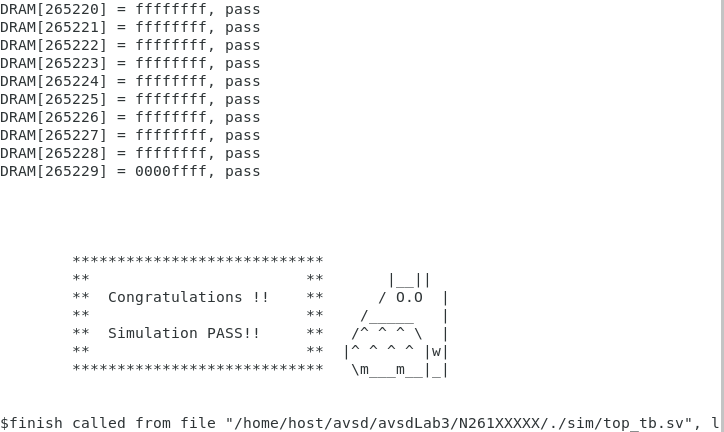 DRAM[265220] = ffffffff, pass
DRAM[265221] = ffffffff, pass
DRAM[265222] = ffffffff, pass
DRAM[265223] = ffffffff, pass
DRAM[265224] = ffffffff, pass
DRAM[265225] = ffffffff, pass
DRAM[265226] = ffffffff, pass
DRAM[265227] = ffffffff, pass
DRAM[265228] = ffffffff, pass
DRAM[265229] = 0000ffff, pass
        ****************************
        **                        **       |__||
        **  Congratulations !!    **      / O.O  |
        **                        **    /_____   |
        **  Simulation PASS!!     **   /^ ^ ^ \  |
        **                        **  |^ ^ ^ ^ |w|
        ****************************   \m___m__|_|
$finish called from file "/home/host/avsd/avsdLab3/N261XXXXX/./sim/top_tb.sv", l